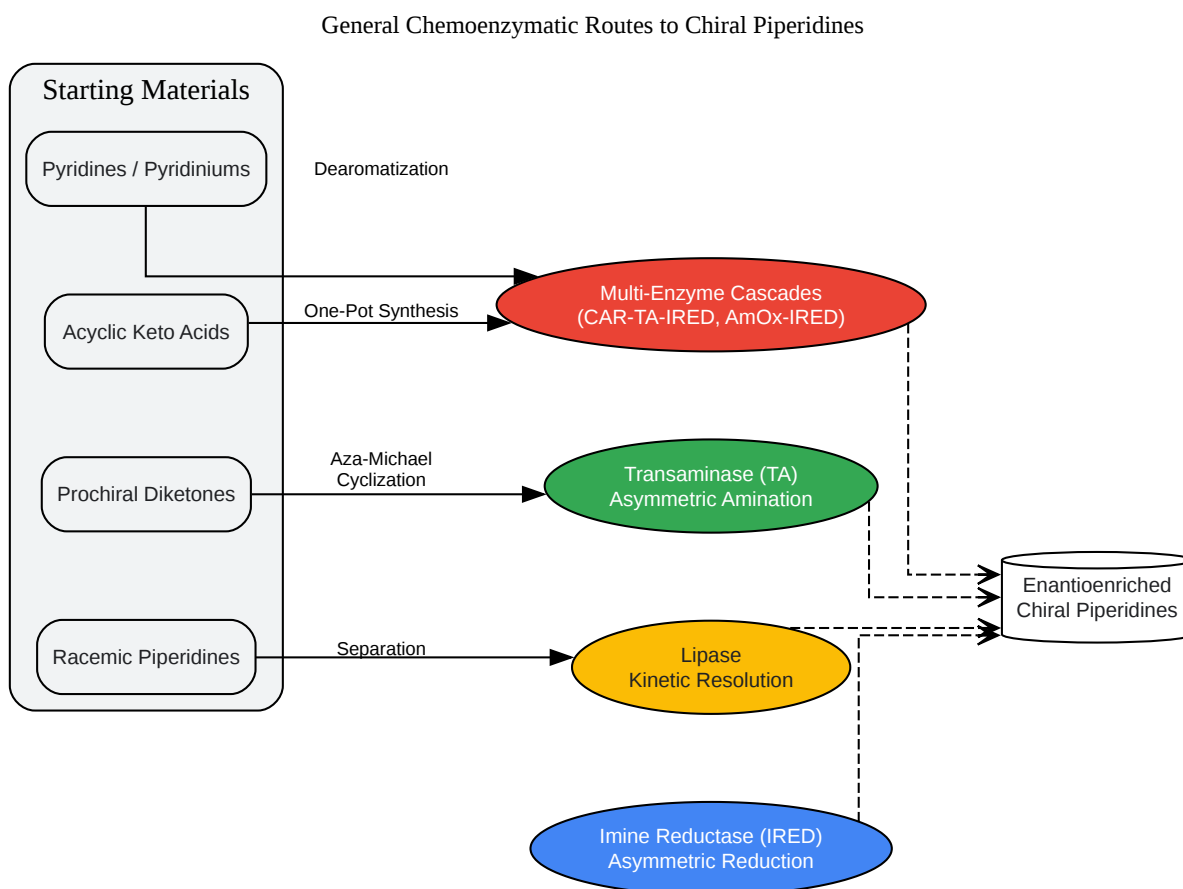 General Chemoenzymatic Routes to Chiral Piperidines
Starting Materials
Pyridines / Pyridiniums
Dearomatization
Multi-Enzyme Cascades
(CAR-TA-IRED, AmOx-IRED)
Acyclic Keto Acids
One-Pot Synthesis
Prochiral Diketones
Aza-Michael
Cyclization
Transaminase (TA)
Asymmetric Amination
Enantioenriched
Chiral Piperidines
Racemic Piperidines
Separation
Lipase
Kinetic Resolution
Imine Reductase (IRED)
Asymmetric Reduction